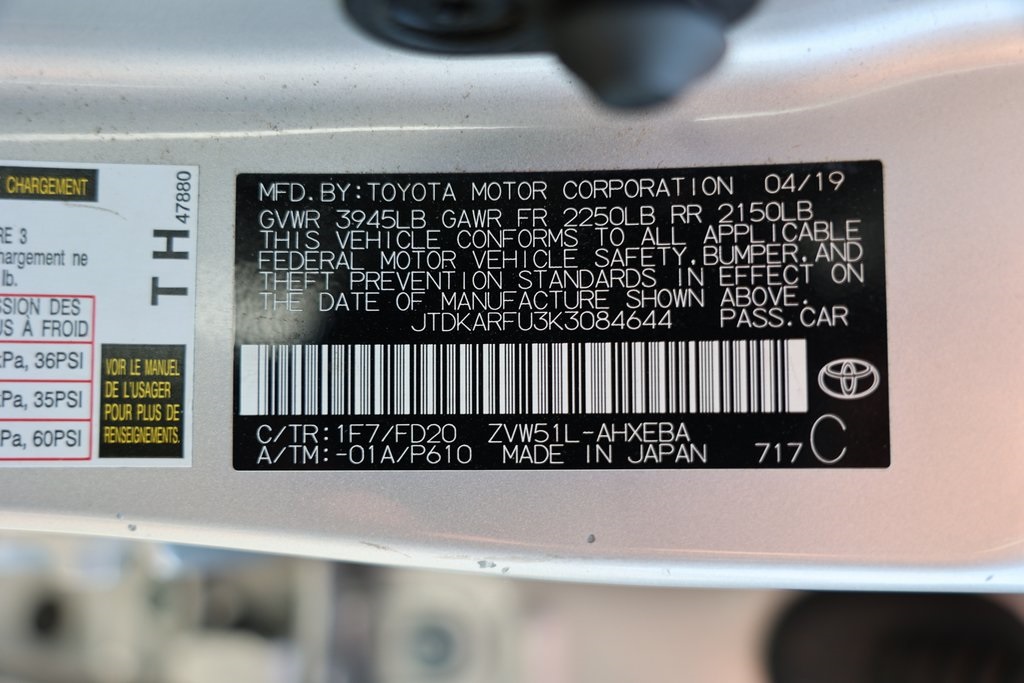 CHARGEMENT
TH
47880
RE 3
hargement ne
lb.
SSION DES
US À FROID
kPa, 36PSI
kPa, 35PSI
Pa, 60PSI
VOIR LE MANUEL
DE L'USAGER
POUR PLUS DE
RENSEIGNEMENTS.
MFD. BY: TOYOTA MOTOR CORPORATION 04/19
GVWR 3945LB GAWR FR 2250LB RR 2150LB
THIS VEHICLE CONFORMS TO ALL APPLICABLE
FEDERAL MOTOR VEHICLE SAFETY, BUMPER, AND
THEFT PREVENTION STANDARDS IN EFFECT ON
THE DATE OF MANUFACTURE SHOWN ABOVE.
JTDKARFU3K3084644 PASS.CAR
C/TR: 1F7/FD20 ZVW51L-AHXEBA
A/TM: -01A/P610 MADE IN JAPAN 717 C